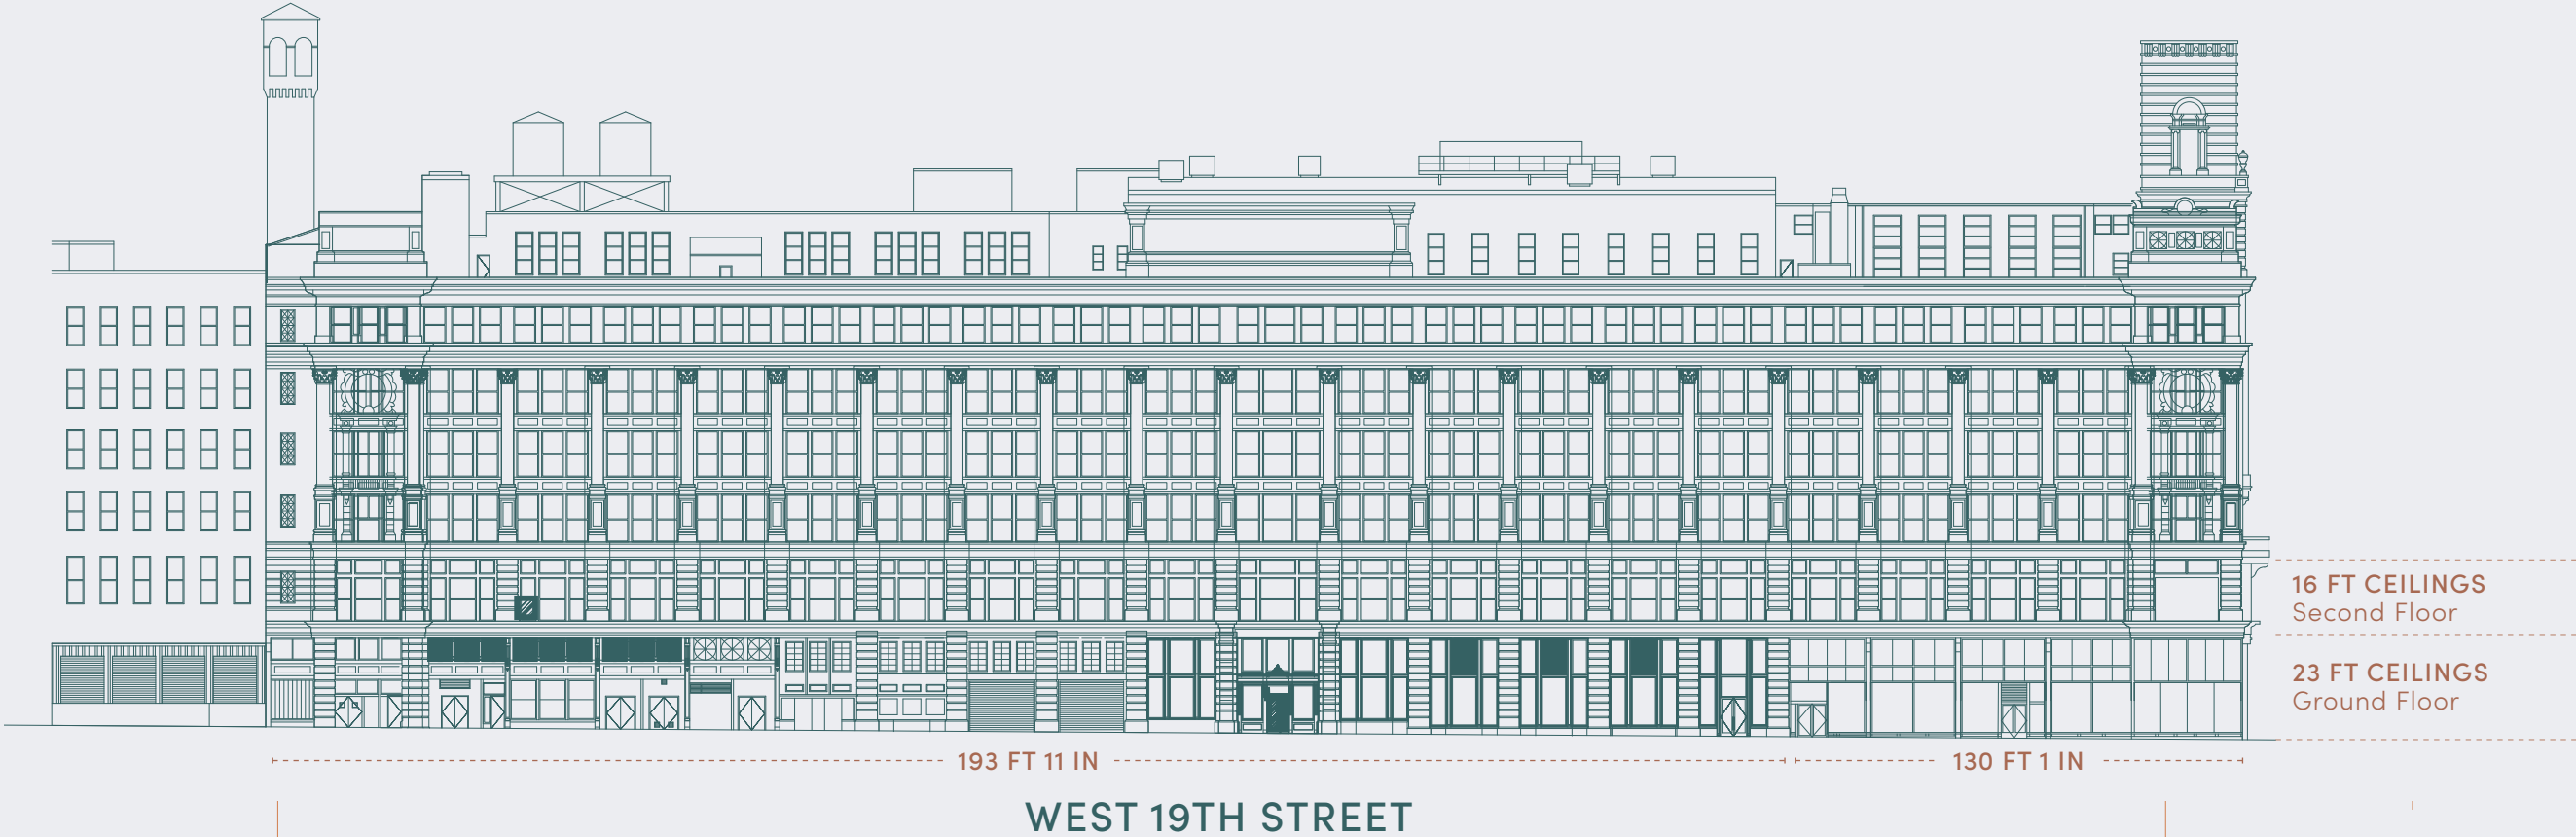 16 FT CEILINGS
Second Floor
23 FT CEILINGS
Ground Floor
193 FT 11 IN
130 FT 1 IN
WEST 19TH STREET